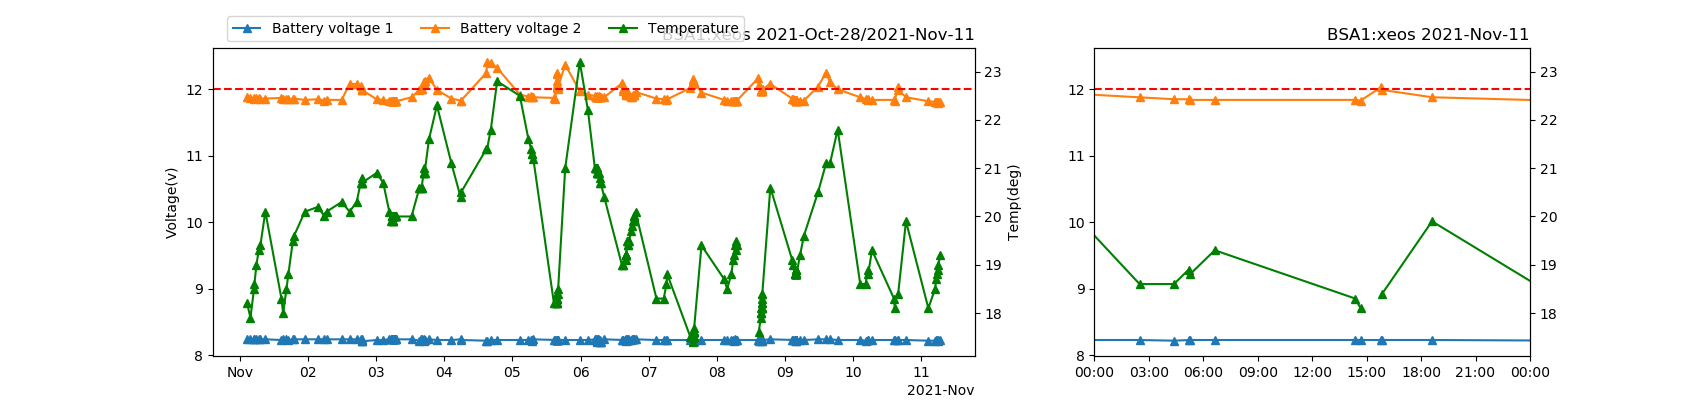 Battery voltage 1 Battery voltage 2 Temperature
BSA1:xeos 2021-Oct-28/2021-Nov-11
BSA1:xeos 2021-Nov-11
12
11
10
9
8
Voltage(v)
23
22
21
20
19
18
Temp(deg)
Nov 02 03 04 05 06 07 08 09 10 11
2021-Nov
12
11
10
9
8
23
22
21
20
19
18
00:00 03:00 06:00 09:00 12:00 15:00 18:00 21:00 00:00